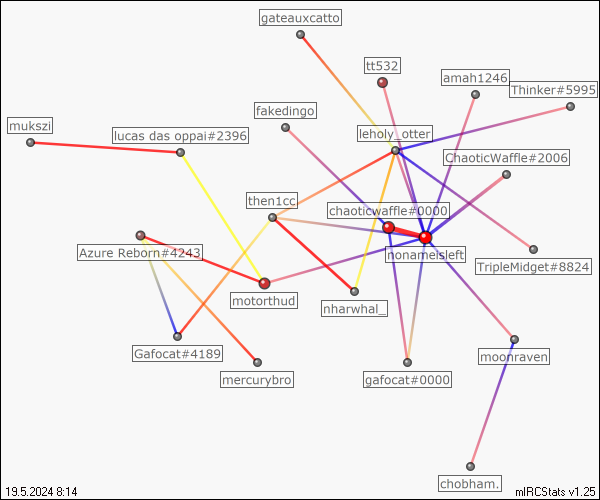 gateauxcatto
tt532
amah1246
Thinker#5995
fakedingo
mukszi
lucas das oppai#2396
leholy_otter
ChaoticWaffle#2006
then1cc
chaoticwaffle#0000
Azure Reborn#4243
nonameisleft
TripleMidget#8824
motorthud
nharwhal_
Gafocat#4189
moonraven
mercurybro
gafocat#0000
chobham.
19.5.2024 8:14
mIRCStats v1.25